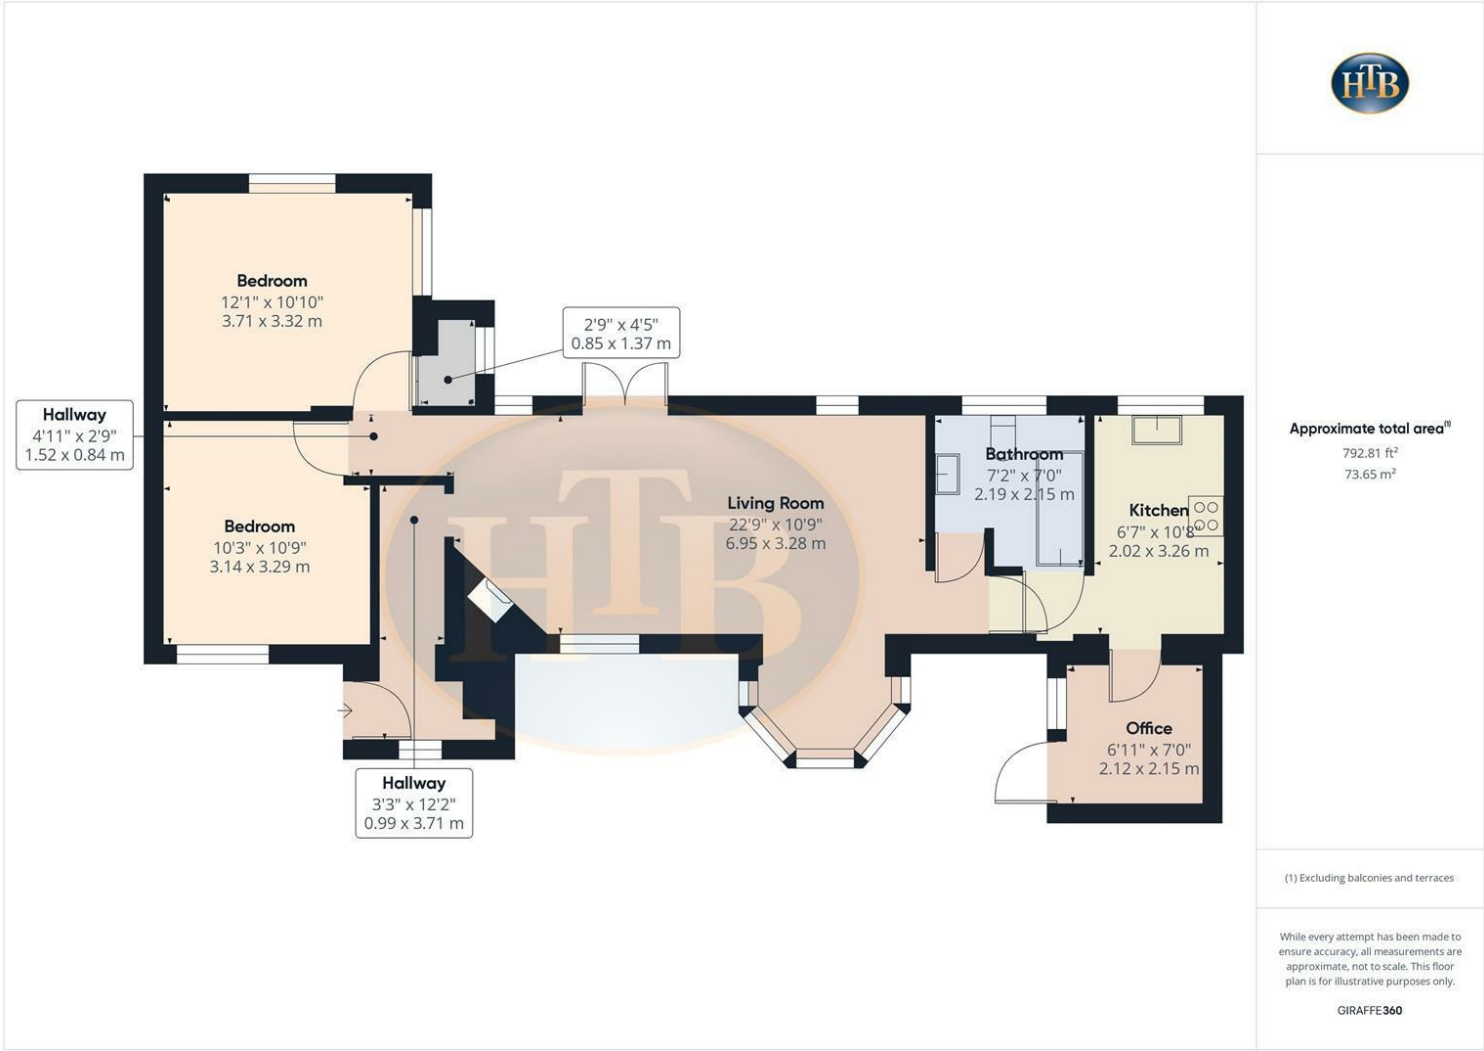 HTB
Bedroom
12'1" x 10'10"
3.71 x 3.32 m
2'9" x 4'5"
0.85 x 1.37 m
Hallway
4'11" x 2'9"
1.52 x 0.84 m
Bedroom
10'3" x 10'9"
3.14 x 3.29 m
Living Room
22'9" x 10'9"
6.95 x 3.28 m
Bathroom
7'2" x 7'0"
2.19 x 2.15 m
Kitchen
6'7" x 10'8"
2.02 x 3.26 m
HTB
Office
6'11" x 7'0"
2.12 x 2.15 m
Hallway
3'3" x 12'2"
0.99 x 3.71 m
Approximate total area(1)
792.81 ft²
73.65 m²
(1) Excluding balconies and terraces
While every attempt has been made to
ensure accuracy, all measurements are
approximate, not to scale. This floor
plan is for illustrative purposes only.
GIRAFFE360